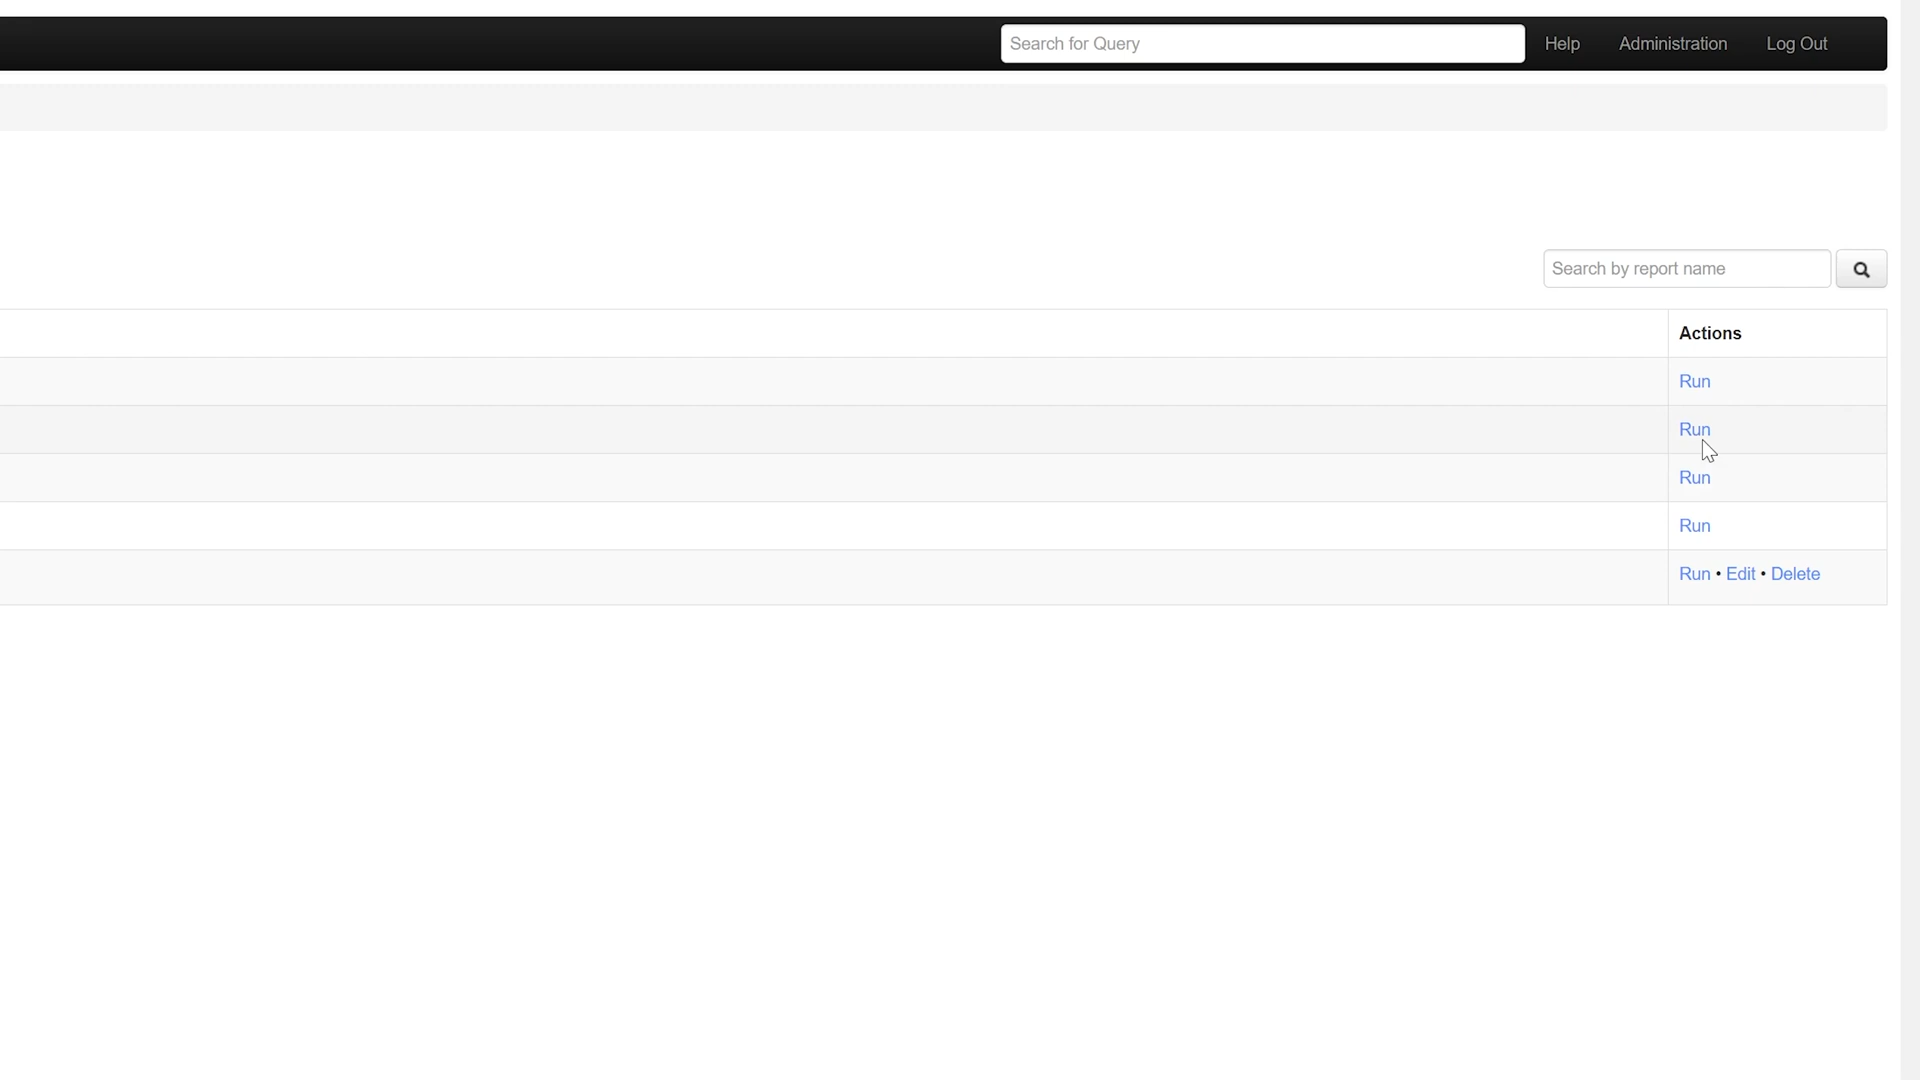 Search for Query Help Administration Log Out
Search by report name
Actions
Run
Run
Run
Run
Run • Edit • Delete